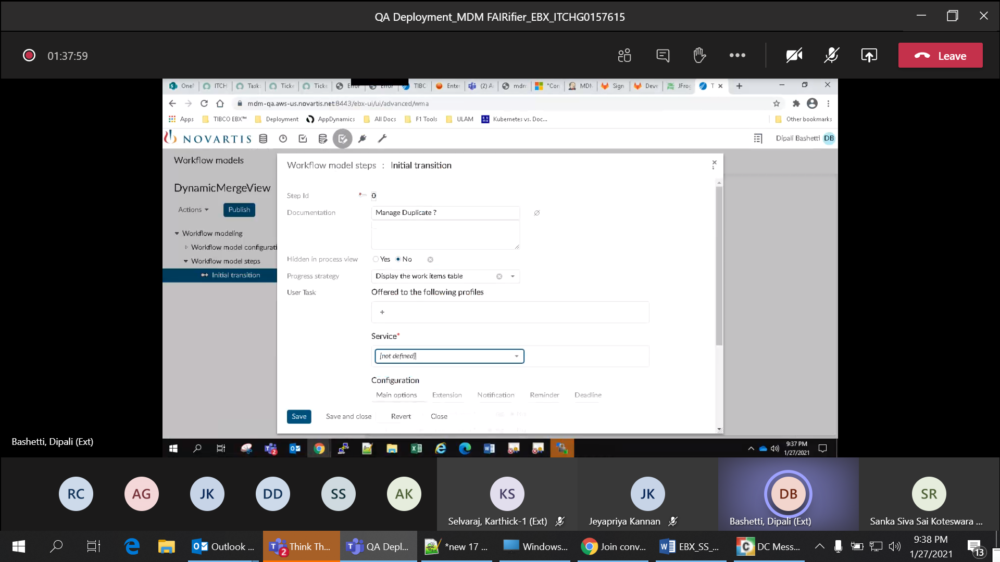 QA Deployment_MDM FAIRifier_EBX_ITCHG0157615
01:37:59
Leave
OneN ITCH Task: Ticke Ticke Error Error TIBC Enter (2) A mdn "Con MDN Sign Deve JFrog T
mdm-qa.aws-us.novartis.net:8443/ebx-ui/ui/advanced/wma
Apps TIBCO EBX™ Deployment AppDynamics All Docs F1 Tools ULAM Kubernetes vs. Doc... Other bookmarks
NOVARTIS Dipali Bashetti DB
Workflow models
Workflow model steps : Initial transition
DynamicMergeView
Step Id 0
Actions Publish
Documentation Manage Duplicate ?
Workflow modeling
Workflow model configurati
Hidden in process view Yes No
Workflow model steps
Initial transition
Progress strategy Display the work items table
User Task Offered to the following profiles
+
Service*
[not defined]
Configuration
Main options Extension Notification Reminder Deadline
Save Save and close Revert Close
Bashetti, Dipali (Ext)
9:37 PM
1/27/2021
RC AG JK DD SS AK KS JK DB SR
Selvaraj, Karthick-1 (Ext) Jeyapriya Kannan Bashetti, Dipali (Ext) Sanka Siva Sai Koteswara ...
Outlook ... 2 Think Th... QA Depl... *new 17 ... Windows... Join conv... EBX_SS_... DC Mess...
9:38 PM
1/27/2021
13